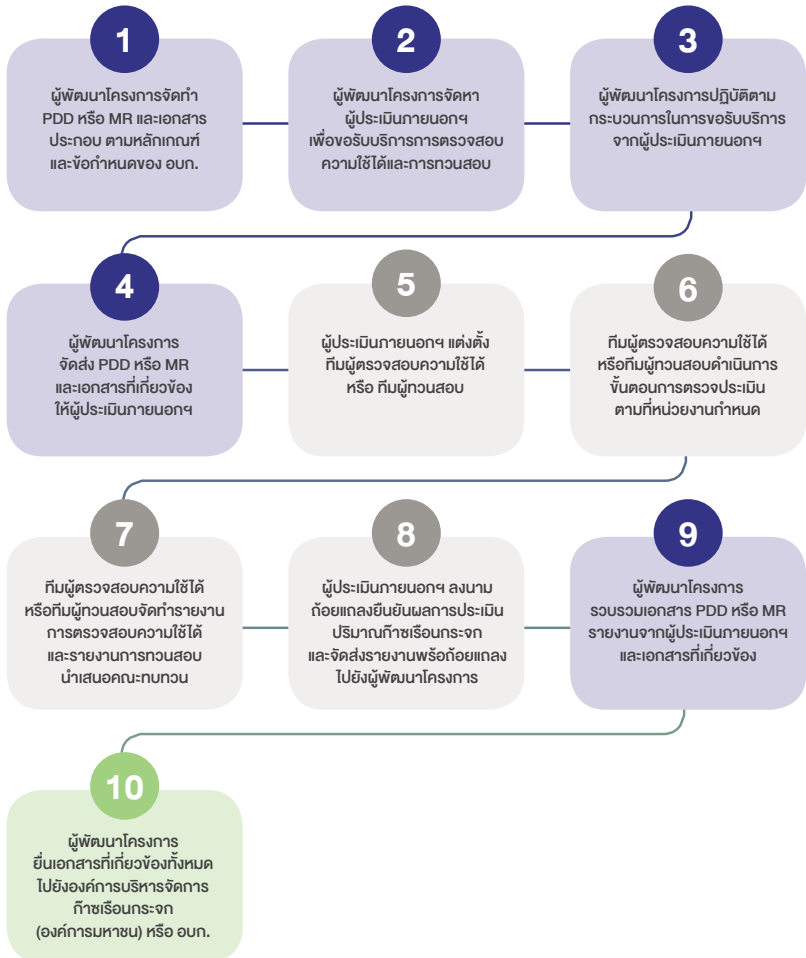 1
ผู้พัฒนาโครงการจัดทำ
PDD หรือ MR และเอกสาร
ประกอบ ตามหลักเกณฑ์
และข้อกำหนดของ อบก.
2
ผู้พัฒนาโครงการจัดหา
ผู้ประเมินภายนอกฯ
เพื่อขอรับบริการการตรวจสอบ
ความใช้ได้และการทวนสอบ
3
ผู้พัฒนาโครงการปฏิบัติตาม
กระบวนการในการขอรับบริการ
จากผู้ประเมินภายนอกฯ
4
ผู้พัฒนาโครงการ
จัดส่ง PDD หรือ MR
และเอกสารที่เกี่ยวข้อง
ให้ผู้ประเมินภายนอกฯ
5
ผู้ประเมินภายนอกฯ แต่งตั้ง
ทีมผู้ตรวจสอบความใช้ได้
หรือ ทีมผู้ทวนสอบ
6
ทีมผู้ตรวจสอบความใช้ได้
หรือทีมผู้ทวนสอบดำเนินการ
ขั้นตอนการตรวจประเมิน
ตามที่หน่วยงานกำหนด
7
ทีมผู้ตรวจสอบความใช้ได้
หรือทีมผู้ทวนสอบจัดทำรายงาน
การตรวจสอบความใช้ได้
และรายงานการทวนสอบ
นำเสนอคณะทบทวน
8
ผู้ประเมินภายนอกฯ ลงนาม
ถ้อยแถลงยืนยันผลการประเมิน
ปริมาณก๊าซเรือนกระจก
และจัดส่งรายงานพร้อถ้อยแถลง
ไปยังผู้พัฒนาโครงการ
9
ผู้พัฒนาโครงการ
รวบรวมเอกสาร PDD หรือ MR
รายงานจากผู้ประเมินภายนอกฯ
และเอกสารที่เกี่ยวข้อง
10
ผู้พัฒนาโครงการ
ยื่นเอกสารที่เกี่ยวข้องทั้งหมด
ไปยังองค์การบริหารจัดการ
ก๊าซเรือนกระจก
(องค์การมหาชน) หรือ อบก.